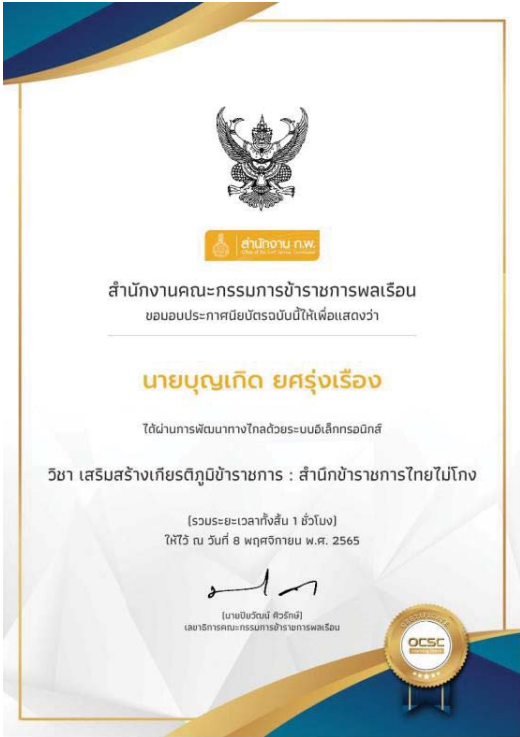 สำนักงาน ก.พ.
สำนักงานคณะกรรมการข้าราชการพลเรือน
ขอมอบประกาศนียบัตรฉบับนี้ให้เพื่อแสดงว่า
นายบุญเกิด ยศรุ่งเรือง
ได้ผ่านการพัฒนาทางไกลด้วยระบบอิเล็กทรอนิกส์
วิชา เสริมสร้างเกียรติภูมิข้าราชการ : สำนึกข้าราชการไทยไม่โกง
(รวมระยะเวลาทั้งสิ้น 1 ชั่วโมง)
ให้ไว้ ณ วันที่ 8 พฤศจิกายน พ.ศ. 2565
(นายปิยวัฒน์ ศิวรักษ์)
เลขาธิการคณะกรรมการข้าราชการพลเรือน
CERTIFICATE
OCSC